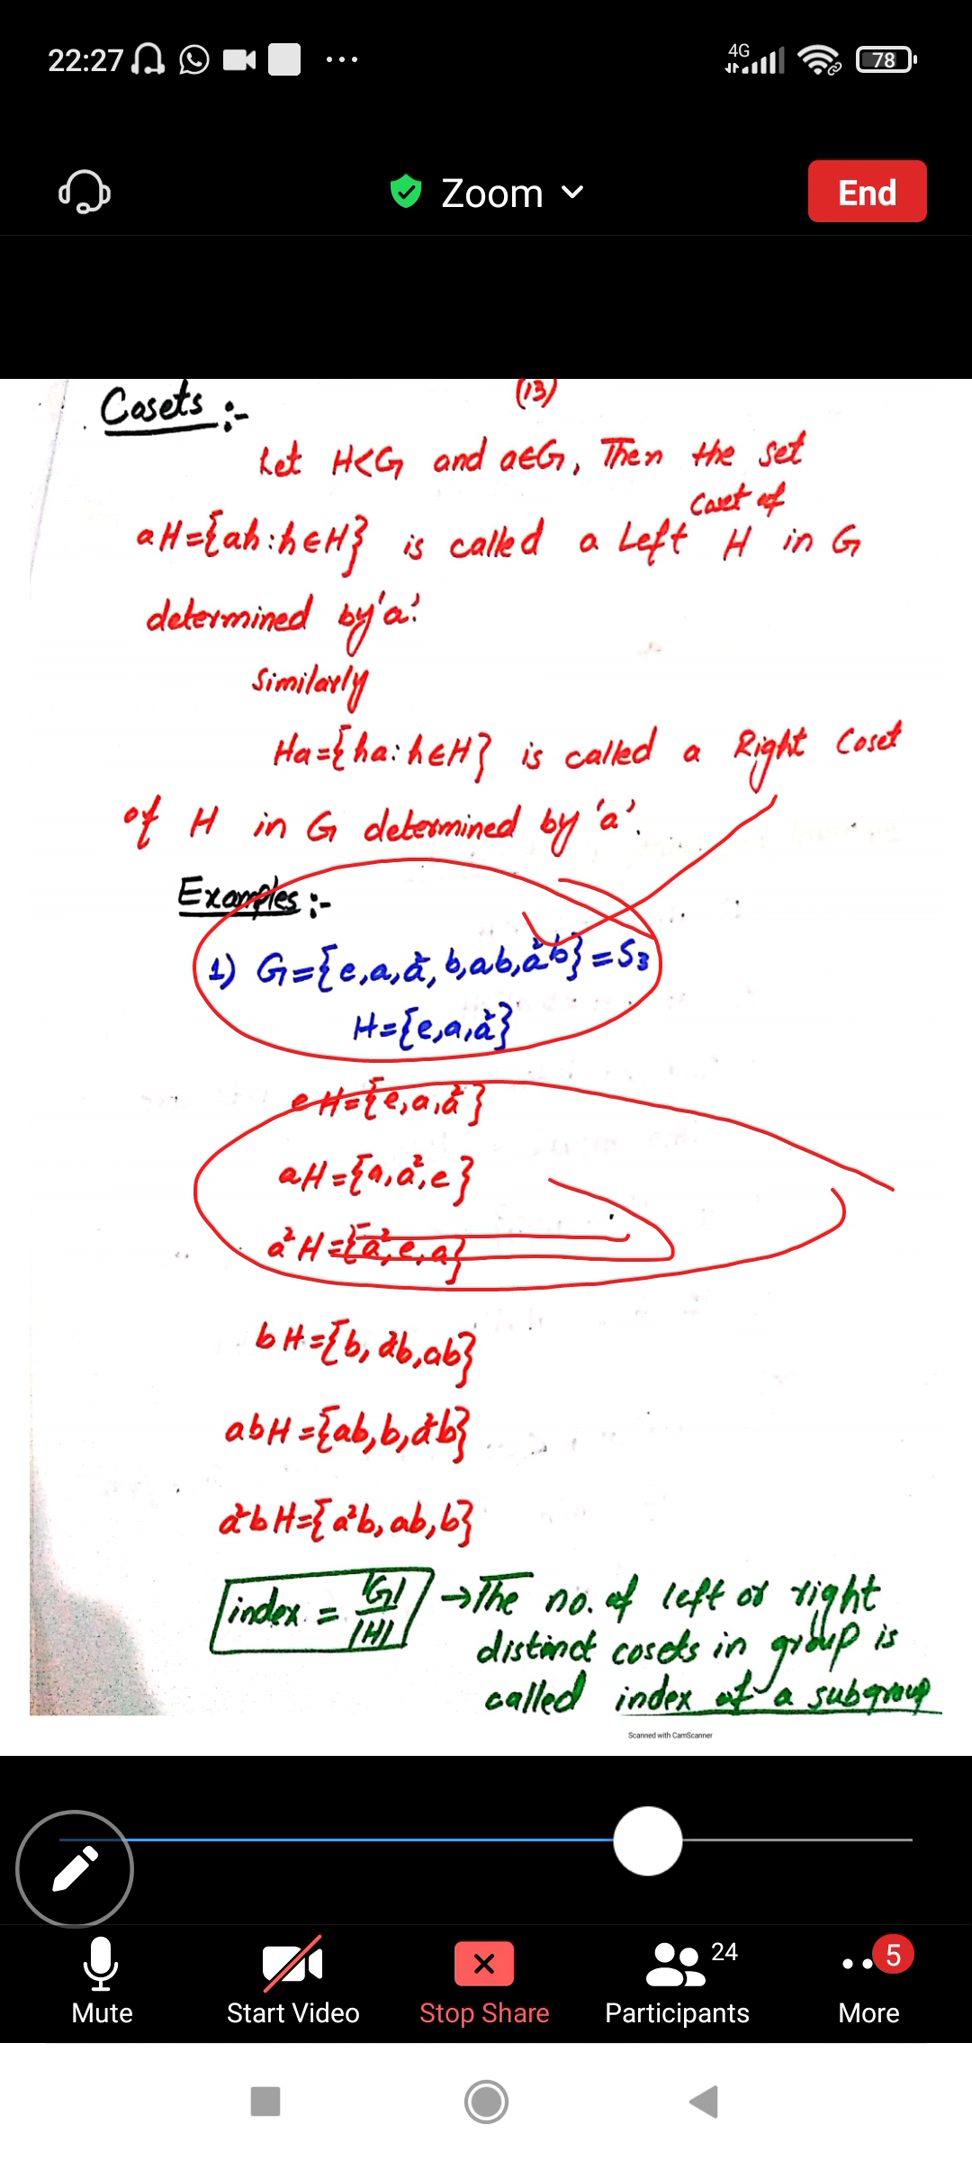 22:27
4G
78
Zoom
End
(13)
Cosets :-
Let H<G and a∈G, Then the set
aH={ah:h∈H} is called a Left Coset of H in G
determined by 'a'.
Similarly
Ha={ha:h∈H} is called a Right Coset
of H in G determined by 'a'.
Examples :-
1) G={e,a,a²,b,ab,a²b}=S₃
H={e,a,a²}
eH={e,a,a²}
aH={a,a²,e}
a²H={a²,e,a}
bH={b,a²b,ab}
abH={ab,b,a²b}
a²bH={a²b,ab,b}
index = |G|/|H| → The no. of left or right
distinct cosets in group is
called index of a subgroup
Scanned with CamScanner
24
5
Mute
Start Video
Stop Share
Participants
More